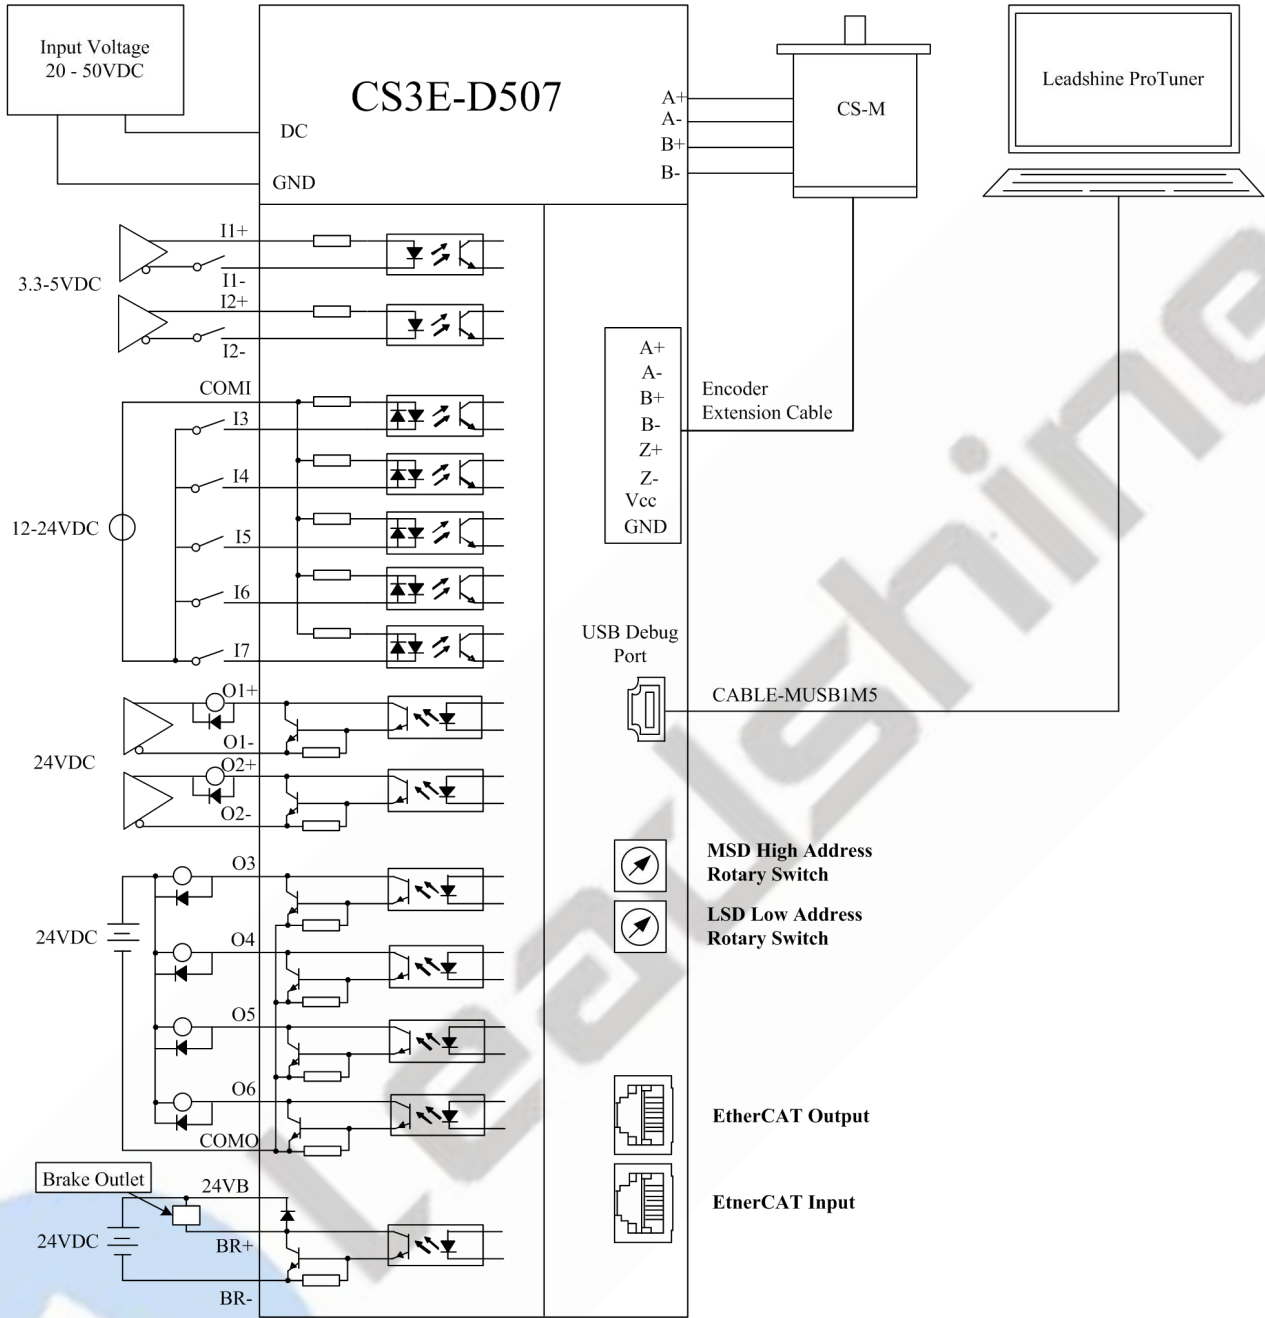 Input Voltage
20 - 50VDC
CS3E-D507
DC
GND
A+
A-
B+
B-
CS-M
Leadshine ProTuner
I1+
I1-
3.3-5VDC
I2+
I2-
COMI
I3
I4
12-24VDC
I5
I6
I7
A+
A-
B+
B-
Z+
Z-
Vcc
GND
Encoder
Extension Cable
USB Debug
Port
CABLE-MUSB1M5
O1+
O1-
24VDC
O2+
O2-
O3
24VDC
O4
O5
O6
COMO
MSD High Address
Rotary Switch
LSD Low Address
Rotary Switch
EtherCAT Output
EtnerCAT Input
Brake Outlet
24VB
24VDC
BR+
BR-
Leadshine